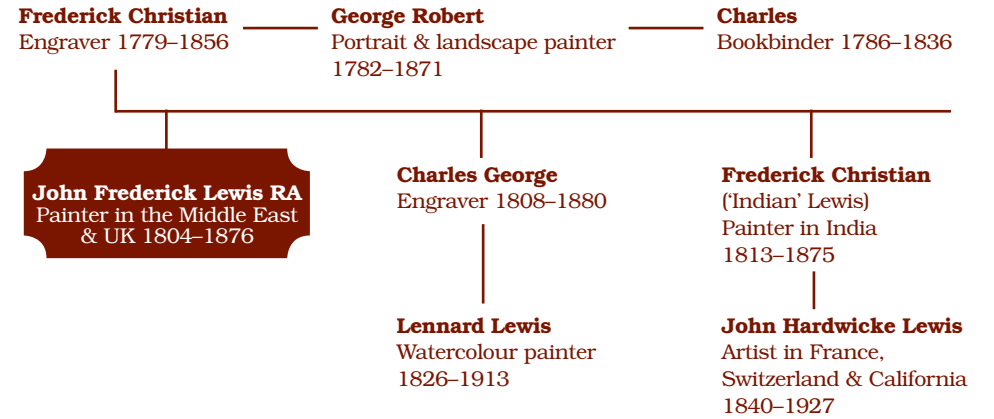 Frederick Christian
Engraver 1779–1856
George Robert
Portrait & landscape painter
1782–1871
Charles
Bookbinder 1786–1836
John Frederick Lewis RA
Painter in the Middle East
& UK 1804–1876
Charles George
Engraver 1808–1880
Frederick Christian
(‘Indian’ Lewis)
Painter in India
1813–1875
Lennard Lewis
Watercolour painter
1826–1913
John Hardwicke Lewis
Artist in France,
Switzerland & California
1840–1927